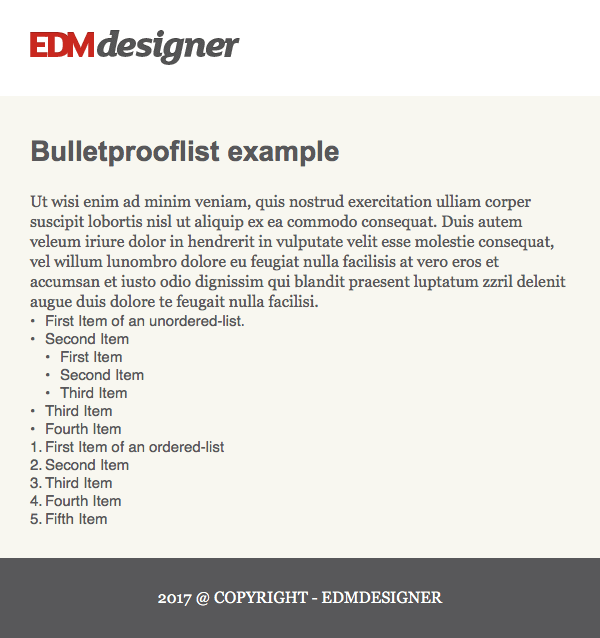 EDMdesigner
Bulletprooflist example
Ut wisi enim ad minim veniam, quis nostrud exercitation ulliam corper
suscipit lobortis nisl ut aliquip ex ea commodo consequat. Duis autem
veleum iriure dolor in hendrerit in vulputate velit esse molestie consequat,
vel willum lunombro dolore eu feugiat nulla facilisis at vero eros et
accumsan et iusto odio dignissim qui blandit praesent luptatum zzril delenit
augue duis dolore te feugait nulla facilisi.
• First Item of an unordered-list.
• Second Item
• First Item
• Second Item
• Third Item
• Third Item
• Fourth Item
1. First Item of an ordered-list
2. Second Item
3. Third Item
4. Fourth Item
5. Fifth Item
2017 @ COPYRIGHT - EDMDESIGNER